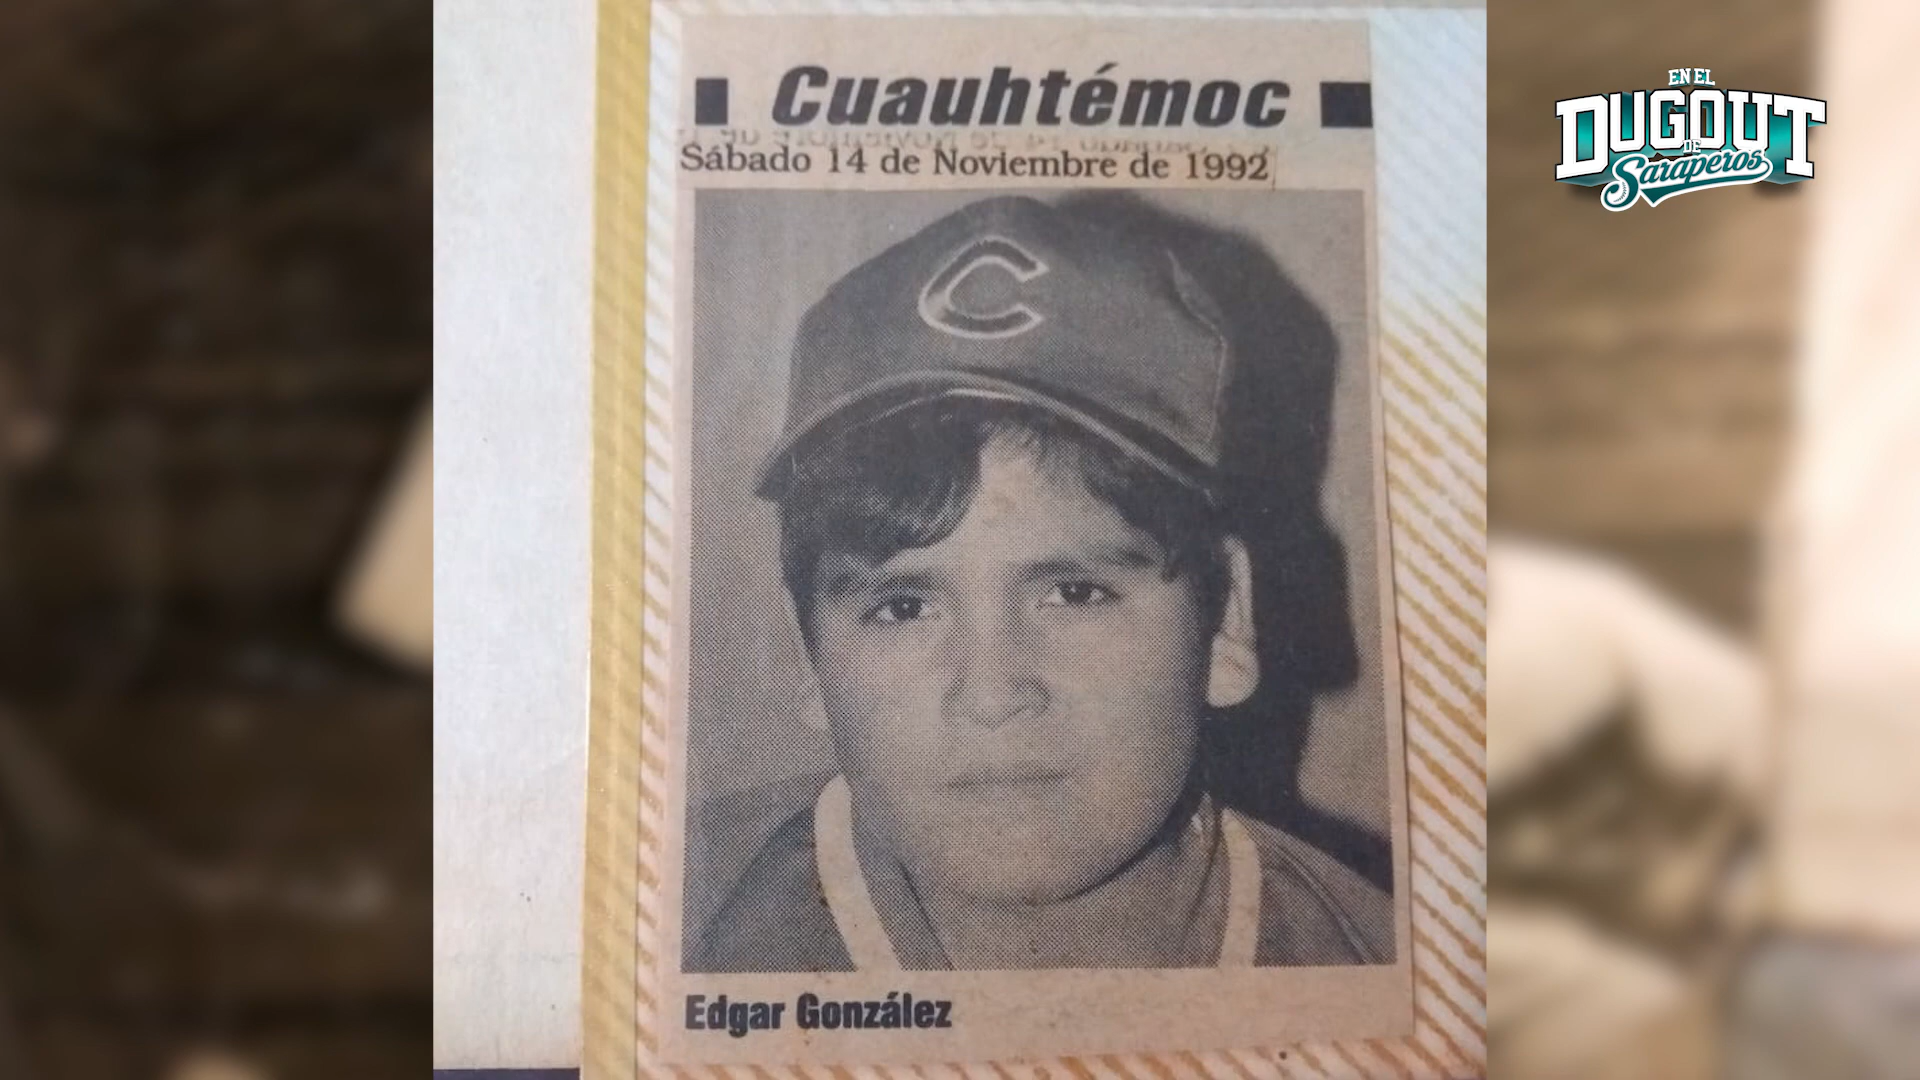 Cuauhtémoc
Sábado 14 de Noviembre de 1992
C
Edgar González
EN EL
DUGOUT
DE
Saraperos